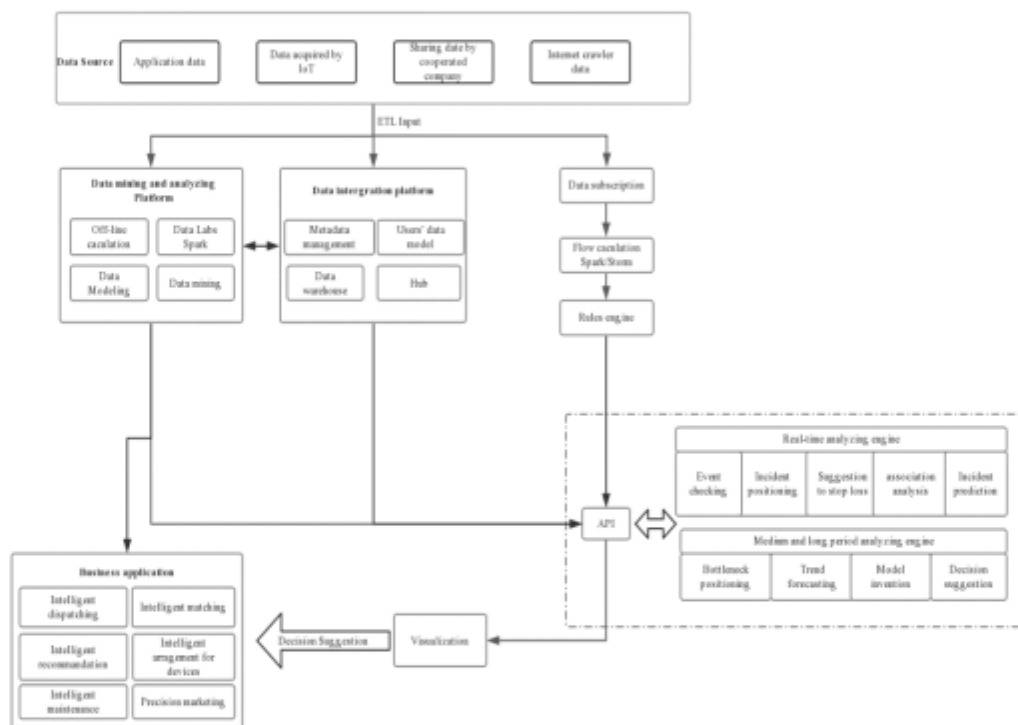 Data Source
Application data
Data acquired by
IoT
Sharing date by
cooperated
company
Internet crawler
data
ETL Input
Data mining and analyzing
Platform
Off-line
caculation
Data Labs
Spark
Data
Modeling
Data mining
Data Intergration platform
Metadata
management
Users' data
model
Data
warehouse
Hub
Data subscription
Flow caculation
Spark/Storm
Rules engine
Real-time analyzing engine
Event
checking
Incident
positioning
Suggestion
to stop loss
association
analysis
Incident
prediction
API
Medium and long period analyzing engine
Bottleneck
positioning
Trend
forecasting
Model
invention
Decision
suggestion
Business application
Intelligent
dispatching
Intelligent matching
Intelligent
recommandation
Intelligent
arragement for
devices
Intelligent
maintenance
Precision marketing
Decision Suggestion
Visualization